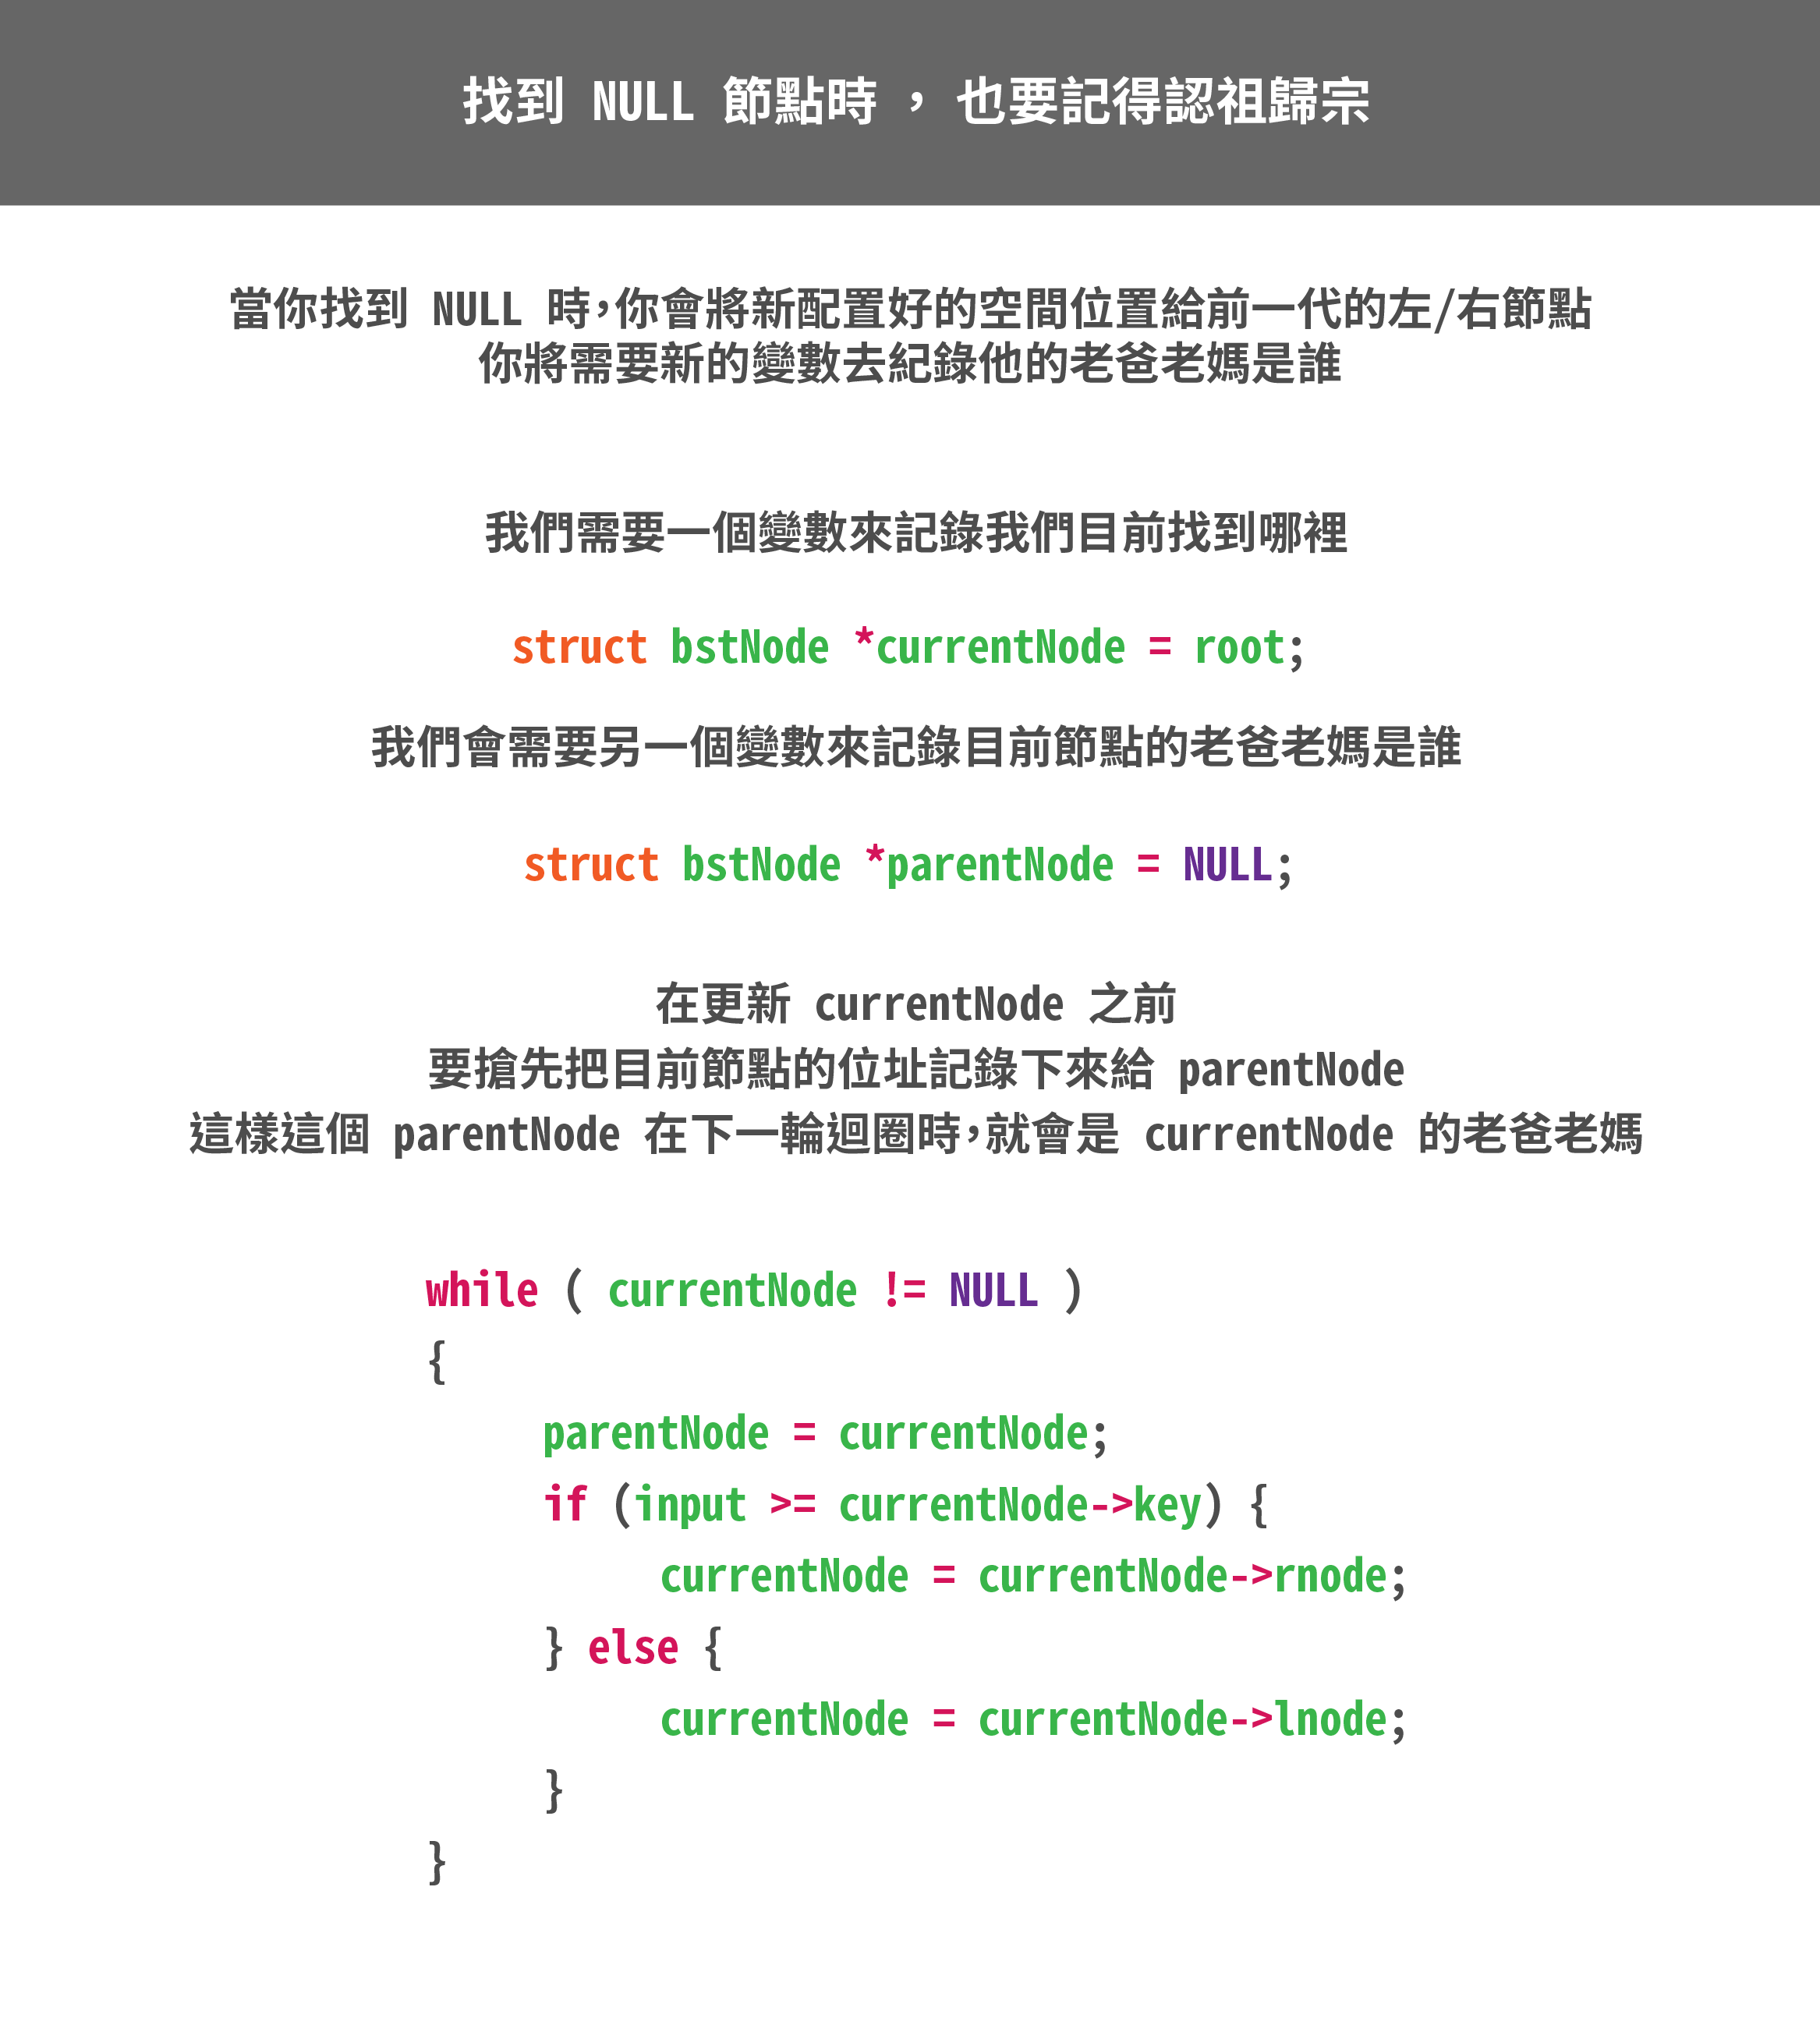 找到 NULL 節點時 , 也要記得認祖歸宗
當你找到 NULL 時,你會將新配置好的空間位置給前一代的左/右節點
你將需要新的變數去紀錄他的老爸老媽是誰
我們需要一個變數來記錄我們目前找到哪裡
struct bstNode *currentNode = root;
我們會需要另一個變數來記錄目前節點的老爸老媽是誰
struct bstNode *parentNode = NULL;
在更新 currentNode 之前
要搶先把目前節點的位址記錄下來給 parentNode
這樣這個 parentNode 在下一輪迴圈時,就會是 currentNode 的老爸老媽
while ( currentNode != NULL )
{
parentNode = currentNode;
if (input >= currentNode->key) {
currentNode = currentNode->rnode;
} else {
currentNode = currentNode->lnode;
}
}